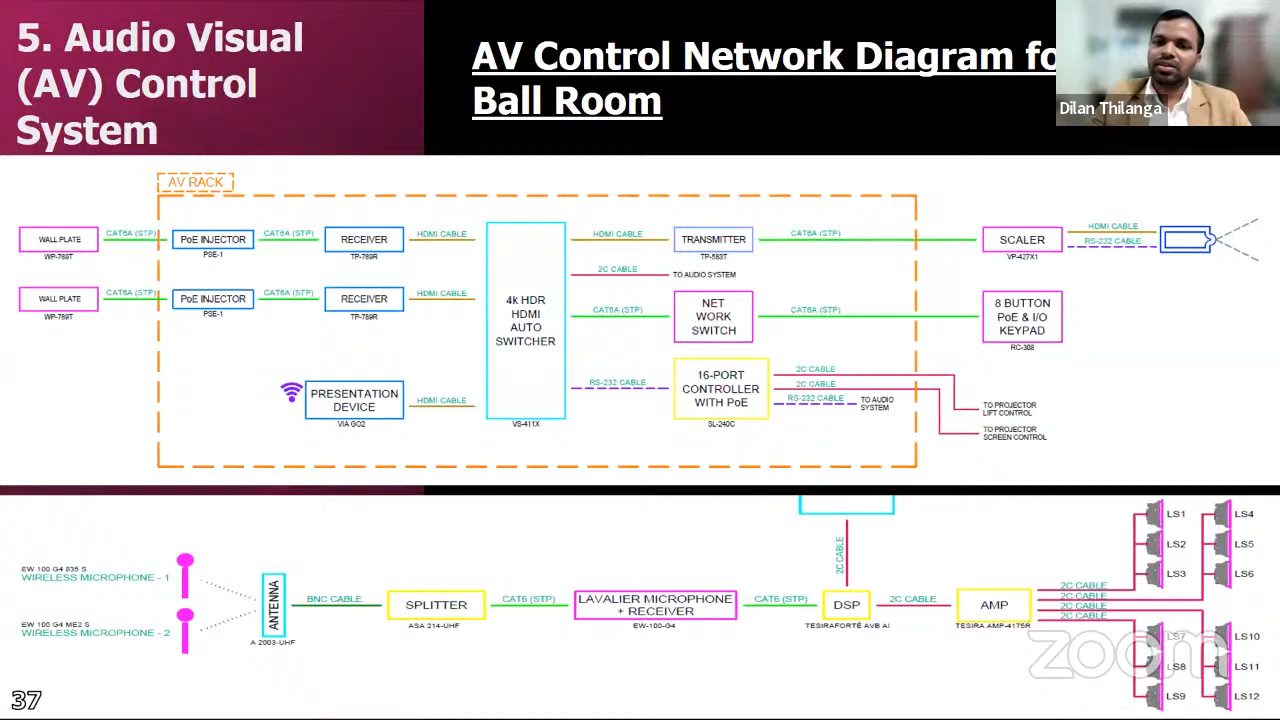 5. Audio Visual
(AV) Control
System
AV Control Network Diagram fo
Ball Room
Dilan Thilanga
AV RACK
WALL PLATE
WP-789T
CAT6A (STP)
PoE INJECTOR
PSE-1
CAT6A (STP)
RECEIVER
TP-789R
HDMI CABLE
WALL PLATE
WP-789T
CAT6A (STP)
PoE INJECTOR
PSE-1
CAT6A (STP)
RECEIVER
TP-789R
HDMI CABLE
PRESENTATION
DEVICE
VIA GO2
HDMI CABLE
4k HDR
HDMI
AUTO
SWITCHER
VS-411X
HDMI CABLE
TRANSMITTER
TP-583T
CAT6A (STP)
SCALER
VP-427X1
HDMI CABLE
RS-232 CABLE
2C CABLE
TO AUDIO SYSTEM
CAT6A (STP)
NET
WORK
SWITCH
CAT6A (STP)
8 BUTTON
PoE & I/O
KEYPAD
RC-308
RS-232 CABLE
16-PORT
CONTROLLER
WITH PoE
SL-240C
2C CABLE
2C CABLE
RS-232 CABLE
TO AUDIO
SYSTEM
TO PROJECTOR
LIFT CONTROL
TO PROJECTOR
SCREEN CONTROL
EW 100 G4 835 S
WIRELESS MICROPHONE - 1
EW 100 G4 ME2 S
WIRELESS MICROPHONE - 2
ANTENNA
A 2003-UHF
BNC CABLE
SPLITTER
ASA 214-UHF
CAT6 (STP)
LAVALIER MICROPHONE
+ RECEIVER
EW-100-G4
CAT6 (STP)
2C CABLE
DSP
TESIRAFORTÉ AVB AI
2C CABLE
AMP
TESIRA AMP-4175R
2C CABLE
2C CABLE
2C CABLE
2C CABLE
LS1
LS2
LS3
LS4
LS5
LS6
LS7
LS8
LS9
LS10
LS11
LS12
zoom
37